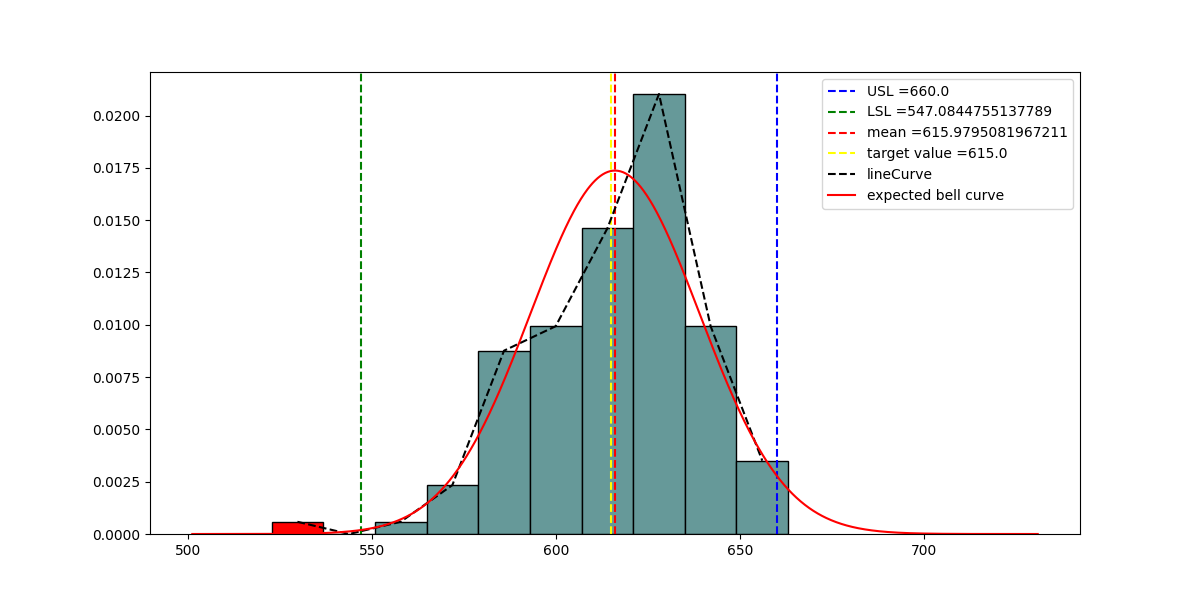 USL =660.0
LSL =547.0844755137789
mean =615.9795081967211
target value =615.0
lineCurve
expected bell curve
0.0200
0.0175
0.0150
0.0125
0.0100
0.0075
0.0050
0.0025
0.0000
500 550 600 650 700